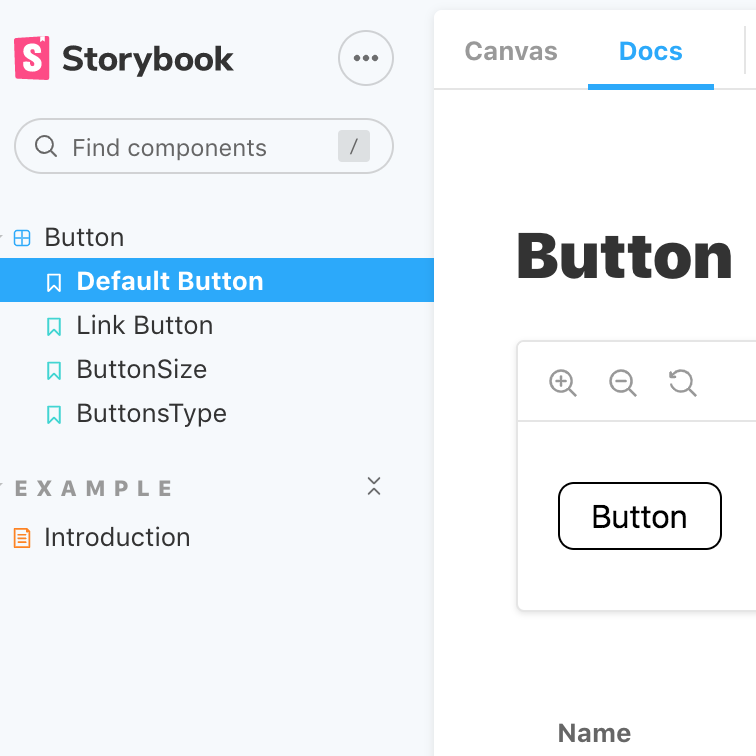 Storybook
Find components
/
Button
Default Button
Link Button
ButtonSize
ButtonsType
EXAMPLE
Introduction
Canvas
Docs
Button
Button
Name